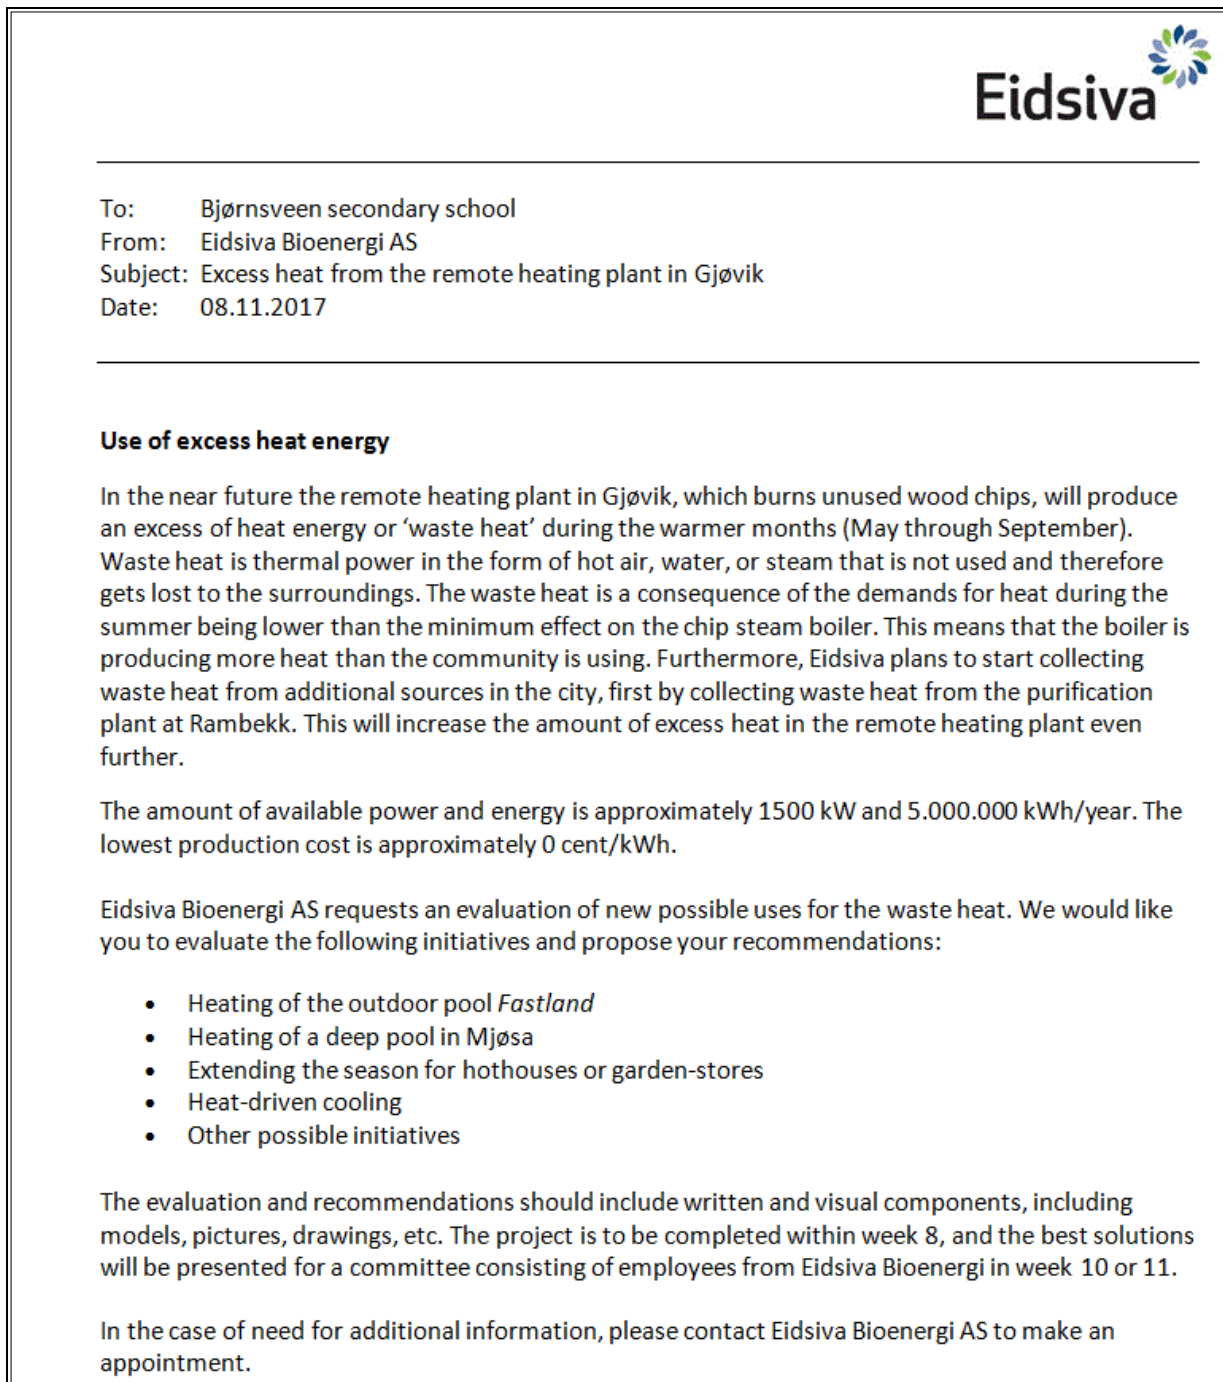 Eidsiva
To: Bjørnsveen secondary school
From: Eidsiva Bioenergi AS
Subject: Excess heat from the remote heating plant in Gjøvik
Date: 08.11.2017
Use of excess heat energy
In the near future the remote heating plant in Gjøvik, which burns unused wood chips, will produce
an excess of heat energy or ‘waste heat’ during the warmer months (May through September).
Waste heat is thermal power in the form of hot air, water, or steam that is not used and therefore
gets lost to the surroundings. The waste heat is a consequence of the demands for heat during the
summer being lower than the minimum effect on the chip steam boiler. This means that the boiler is
producing more heat than the community is using. Furthermore, Eidsiva plans to start collecting
waste heat from additional sources in the city, first by collecting waste heat from the purification
plant at Rambekk. This will increase the amount of excess heat in the remote heating plant even
further.
The amount of available power and energy is approximately 1500 kW and 5.000.000 kWh/year. The
lowest production cost is approximately 0 cent/kWh.
Eidsiva Bioenergi AS requests an evaluation of new possible uses for the waste heat. We would like
you to evaluate the following initiatives and propose your recommendations:
• Heating of the outdoor pool Fastland
• Heating of a deep pool in Mjøsa
• Extending the season for hothouses or garden-stores
• Heat-driven cooling
• Other possible initiatives
The evaluation and recommendations should include written and visual components, including
models, pictures, drawings, etc. The project is to be completed within week 8, and the best solutions
will be presented for a committee consisting of employees from Eidsiva Bioenergi in week 10 or 11.
In the case of need for additional information, please contact Eidsiva Bioenergi AS to make an
appointment.